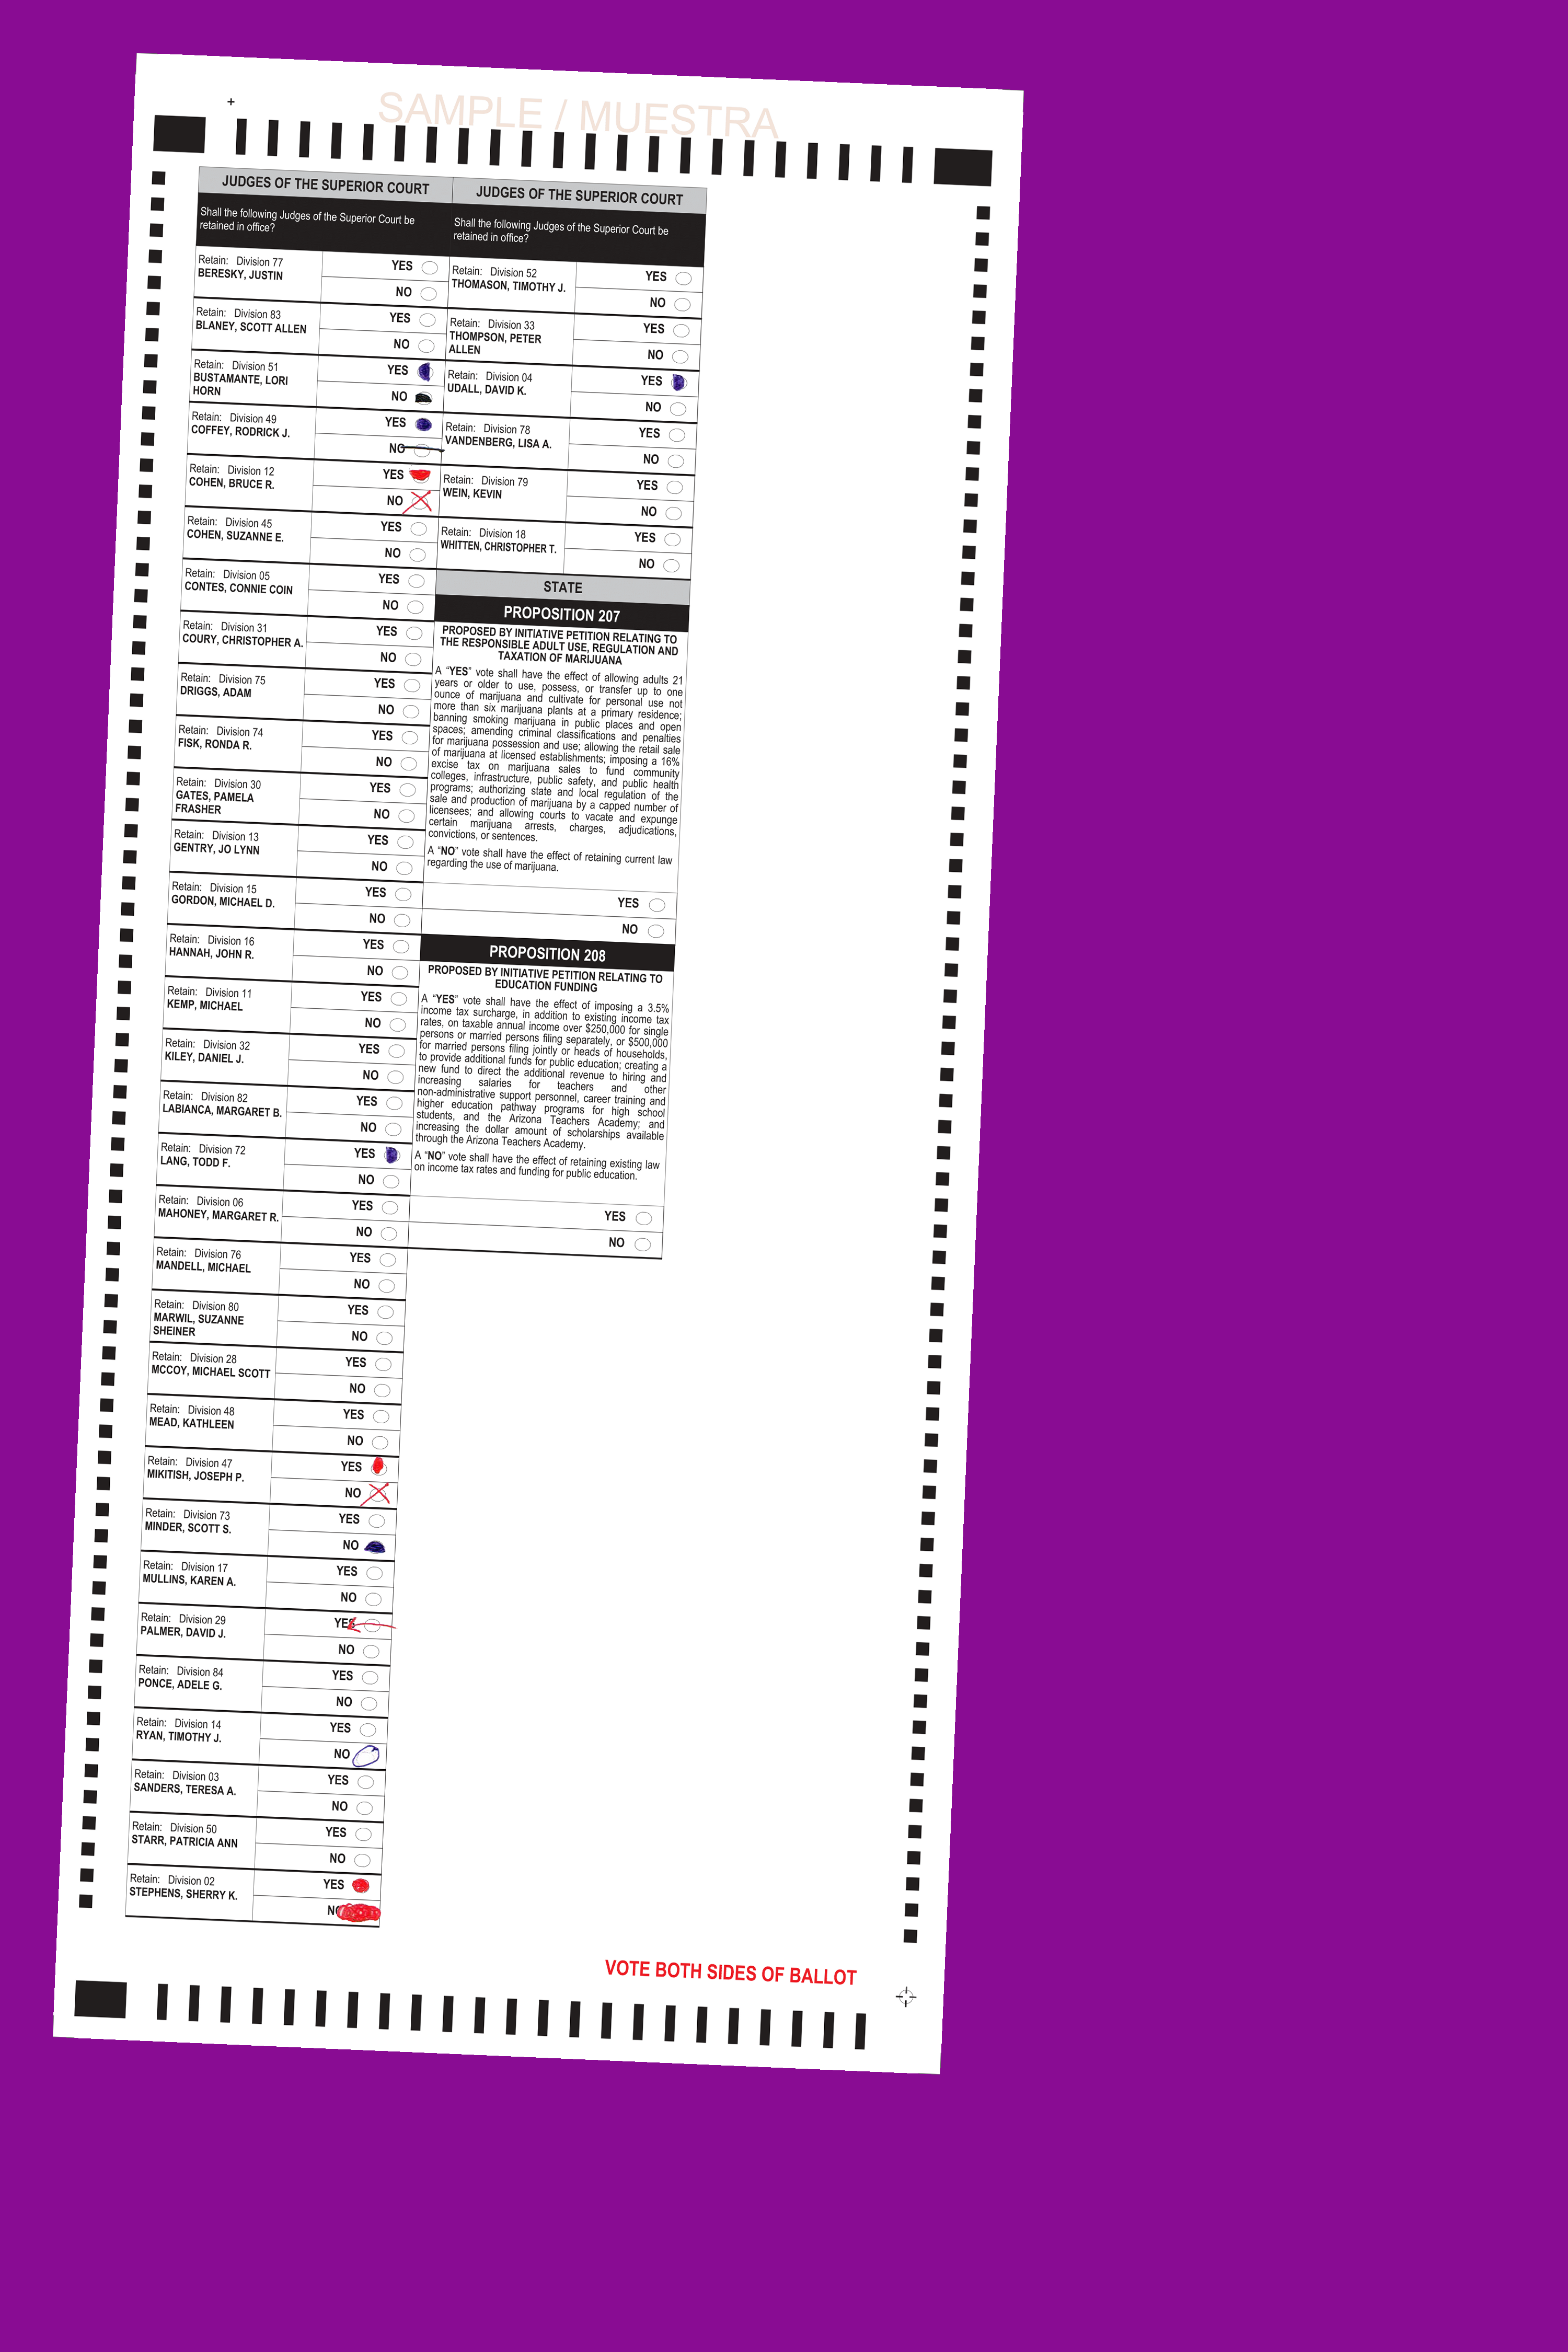 SAMPLE / MUESTRA
JUDGES OF THE SUPERIOR COURT
Shall the following Judges of the Superior Court be
retained in office?
Retain: Division 77
BERESKY, JUSTIN
YES
NO
Retain: Division 83
BLANEY, SCOTT ALLEN
YES
NO
Retain: Division 51
BUSTAMANTE, LORI
HORN
YES
NO
Retain: Division 49
COFFEY, RODRICK J.
YES
NO
Retain: Division 12
COHEN, BRUCE R.
YES
NO
Retain: Division 45
COHEN, SUZANNE E.
YES
NO
Retain: Division 05
CONTES, CONNIE COIN
YES
NO
Retain: Division 31
COURY, CHRISTOPHER A.
YES
NO
Retain: Division 75
DRIGGS, ADAM
YES
NO
Retain: Division 74
FISK, RONDA R.
YES
NO
Retain: Division 30
GATES, PAMELA
FRASHER
YES
NO
Retain: Division 13
GENTRY, JO LYNN
YES
NO
Retain: Division 15
GORDON, MICHAEL D.
YES
NO
Retain: Division 16
HANNAH, JOHN R.
YES
NO
Retain: Division 11
KEMP, MICHAEL
YES
NO
Retain: Division 32
KILEY, DANIEL J.
YES
NO
Retain: Division 82
LABIANCA, MARGARET B.
YES
NO
Retain: Division 72
LANG, TODD F.
YES
NO
Retain: Division 06
MAHONEY, MARGARET R.
YES
NO
Retain: Division 76
MANDELL, MICHAEL
YES
NO
Retain: Division 80
MARWIL, SUZANNE
SHEINER
YES
NO
Retain: Division 28
MCCOY, MICHAEL SCOTT
YES
NO
Retain: Division 48
MEAD, KATHLEEN
YES
NO
Retain: Division 47
MIKITISH, JOSEPH P.
YES
NO
Retain: Division 73
MINDER, SCOTT S.
YES
NO
Retain: Division 17
MULLINS, KAREN A.
YES
NO
Retain: Division 29
PALMER, DAVID J.
YES
NO
Retain: Division 84
PONCE, ADELE G.
YES
NO
Retain: Division 14
RYAN, TIMOTHY J.
YES
NO
Retain: Division 03
SANDERS, TERESA A.
YES
NO
Retain: Division 50
STARR, PATRICIA ANN
YES
NO
Retain: Division 02
STEPHENS, SHERRY K.
YES
NO
JUDGES OF THE SUPERIOR COURT
Shall the following Judges of the Superior Court be
retained in office?
Retain: Division 52
THOMASON, TIMOTHY J.
YES
NO
Retain: Division 33
THOMPSON, PETER
ALLEN
YES
NO
Retain: Division 04
UDALL, DAVID K.
YES
NO
Retain: Division 78
VANDENBERG, LISA A.
YES
NO
Retain: Division 79
WEIN, KEVIN
YES
NO
Retain: Division 18
WHITTEN, CHRISTOPHER T.
YES
NO
STATE
PROPOSITION 207
PROPOSED BY INITIATIVE PETITION RELATING TO
THE RESPONSIBLE ADULT USE, REGULATION AND
TAXATION OF MARIJUANA
A “YES” vote shall have the effect of allowing adults 21
years or older to use, possess, or transfer up to one
ounce of marijuana and cultivate for personal use not
more than six marijuana plants at a primary residence;
banning smoking marijuana in public places and open
spaces; amending criminal classifications and penalties
for marijuana possession and use; allowing the retail sale
of marijuana at licensed establishments; imposing a 16%
excise tax on marijuana sales to fund community
colleges, infrastructure, public safety, and public health
programs; authorizing state and local regulation of the
sale and production of marijuana by a capped number of
licensees; and allowing courts to vacate and expunge
certain marijuana arrests, charges, adjudications,
convictions, or sentences.
A “NO” vote shall have the effect of retaining current law
regarding the use of marijuana.
YES
NO
PROPOSITION 208
PROPOSED BY INITIATIVE PETITION RELATING TO
EDUCATION FUNDING
A “YES” vote shall have the effect of imposing a 3.5%
income tax surcharge, in addition to existing income tax
rates, on taxable annual income over $250,000 for single
persons or married persons filing separately, or $500,000
for married persons filing jointly or heads of households,
to provide additional funds for public education; creating a
new fund to direct the additional revenue to hiring and
increasing salaries for teachers and other
non-administrative support personnel, career training and
higher education pathway programs for high school
students, and the Arizona Teachers Academy; and
increasing the dollar amount of scholarships available
through the Arizona Teachers Academy.
A “NO” vote shall have the effect of retaining existing law
on income tax rates and funding for public education.
YES
NO
VOTE BOTH SIDES OF BALLOT